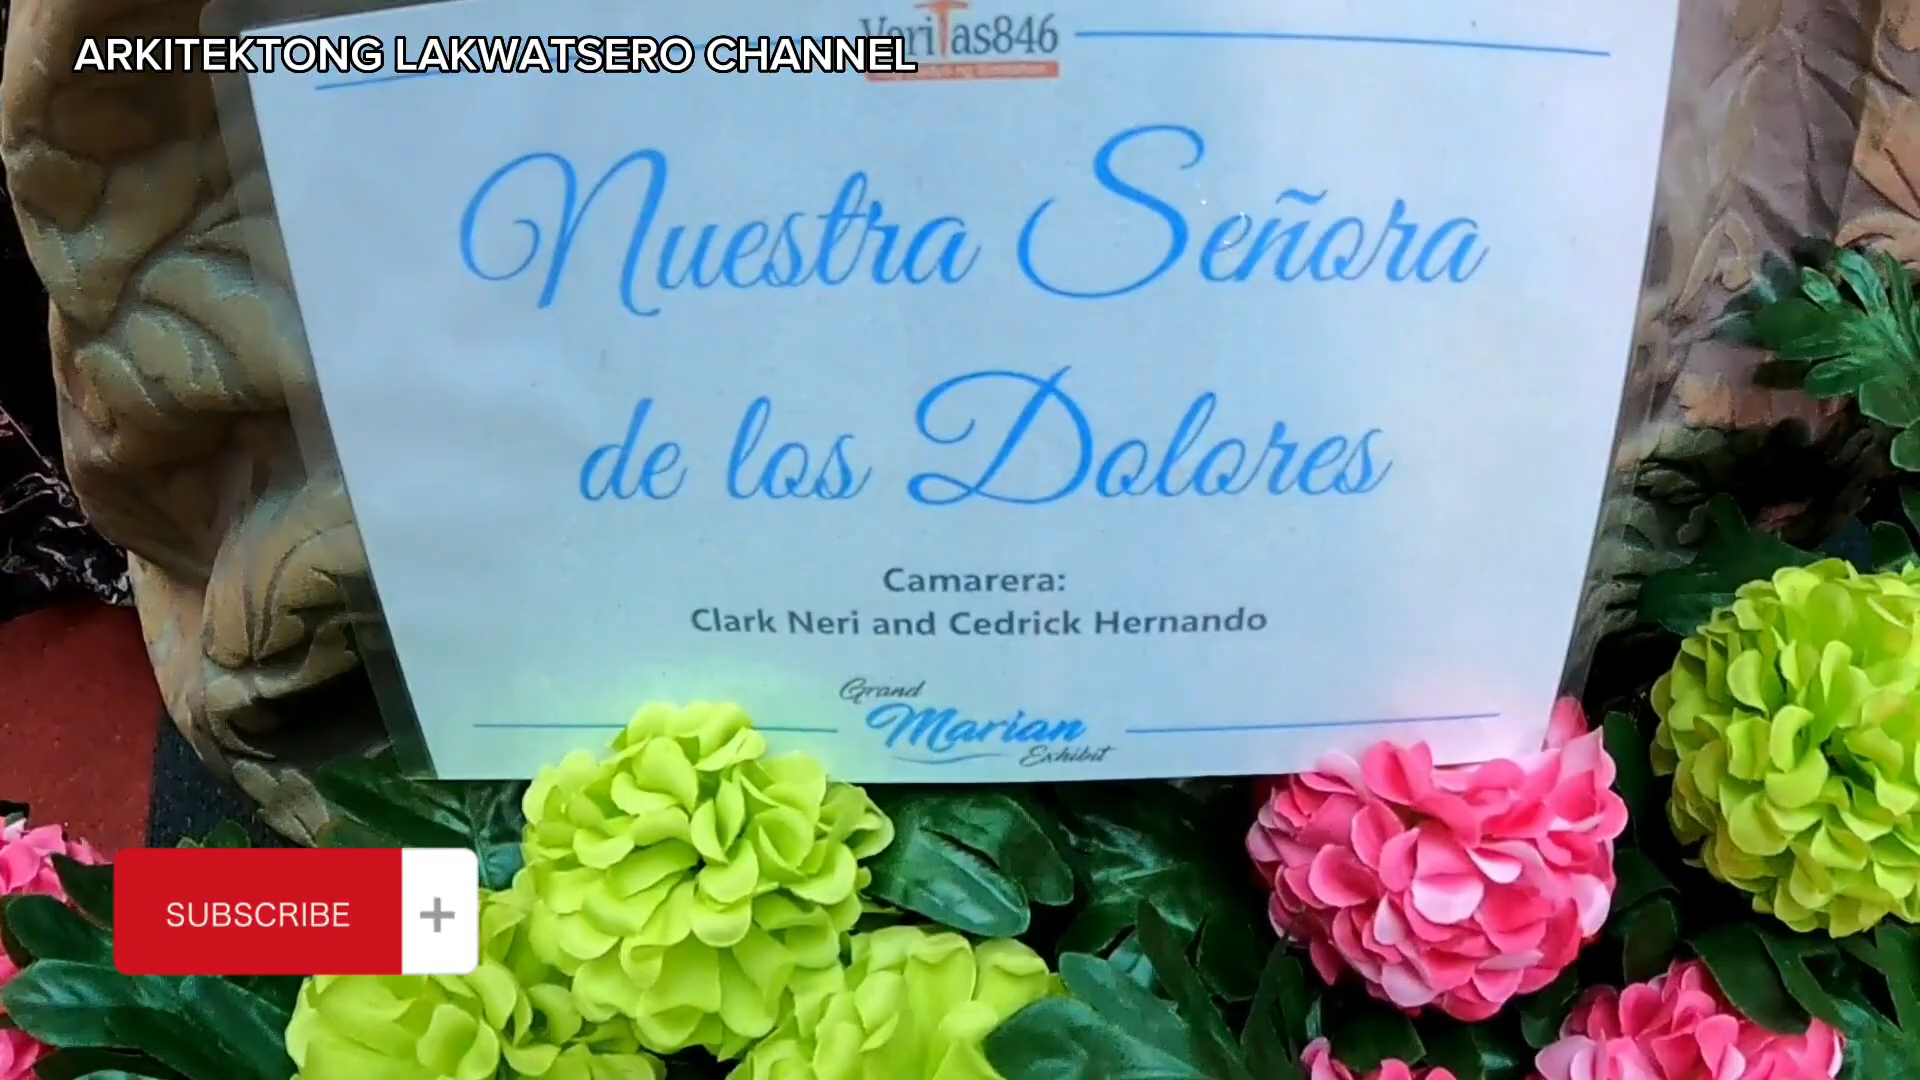 ARKITEKTONG LAKWATSERO CHANNEL
Veritas846
Nuestra Señora
de los Dolores
Camarera:
Clark Neri and Cedrick Hernando
Grand
Marian
Exhibit
SUBSCRIBE +